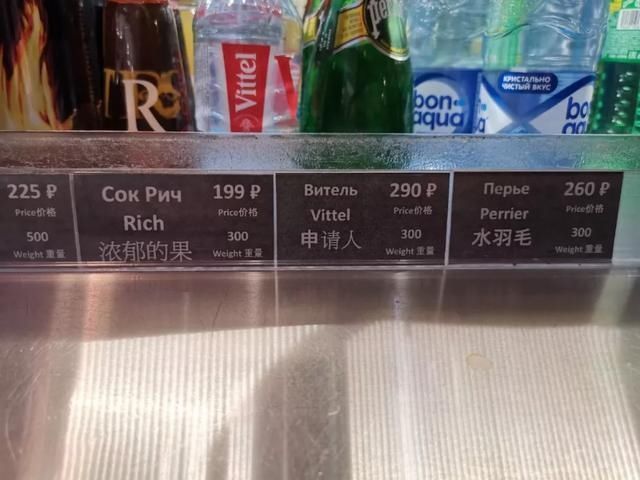 R
Vittel
Per
bon
aqua
КРИСТАЛЬНО
ЧИСТЫЙ ВКУС
bo
aqu
225 ₽
Price价格
500
Weight 重量
Сок Рич 199 ₽
Rich Price价格
浓郁的果 300
Weight 重量
Витель 290 ₽
Vittel Price价格
申请人 300
Weight 重量
Перье 260 ₽
Perrier Price价格
水羽毛 300
Weight 重量